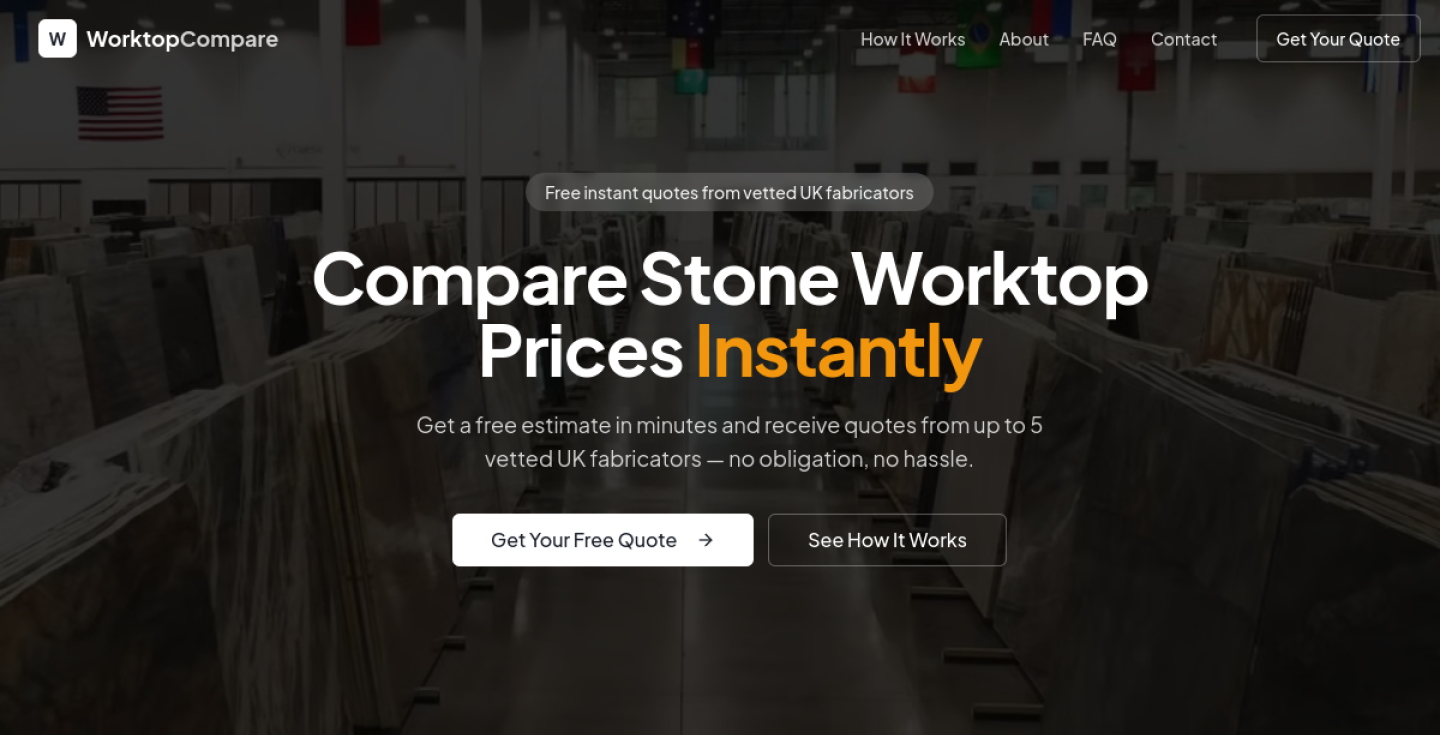 W WorktopCompare How It Works About FAQ Contact Get Your Quote
Free instant quotes from vetted UK fabricators
Compare Stone Worktop
Prices Instantly
Get a free estimate in minutes and receive quotes from up to 5
vetted UK fabricators — no obligation, no hassle.
Get Your Free Quote → See How It Works